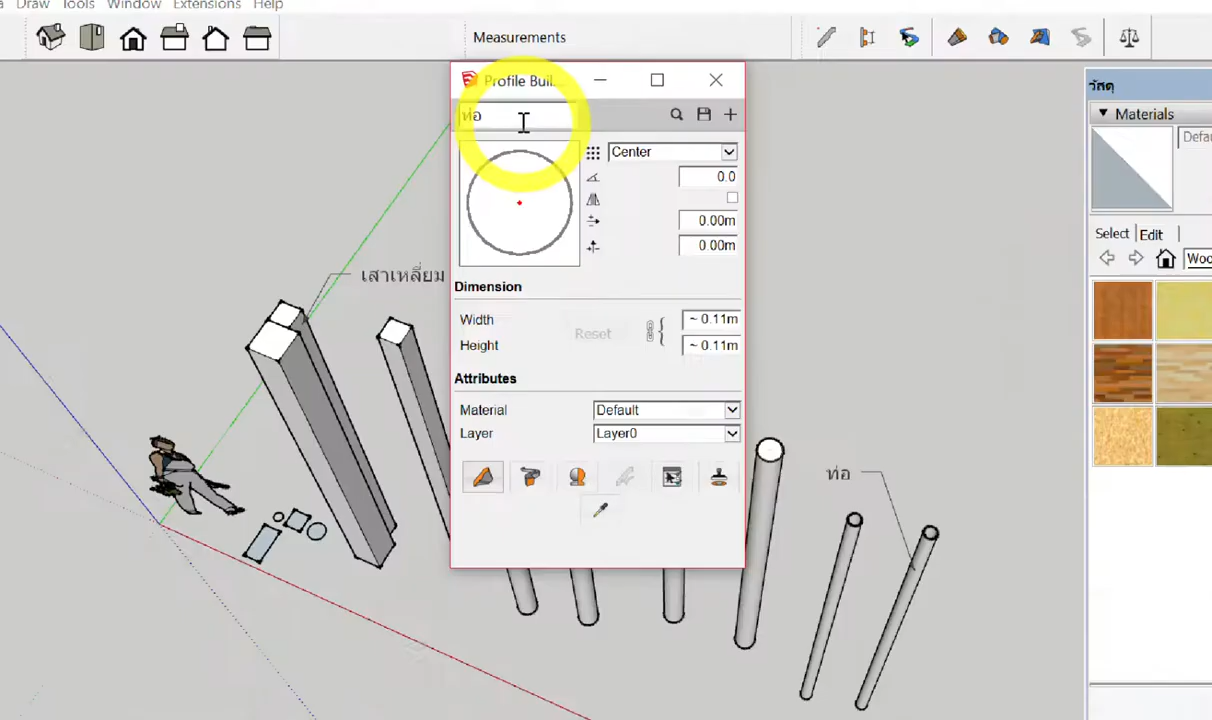 Draw Tools Window Extensions Help
Measurements
Profile Buil...
ท่อ
Center
0.0
0.00m
0.00m
Dimension
Width
~ 0.11m
Reset
Height
~ 0.11m
Attributes
Material
Default
Layer
Layer0
เสาเหลี่ยม
ท่อ
วัสดุ
Materials
Select
Edit